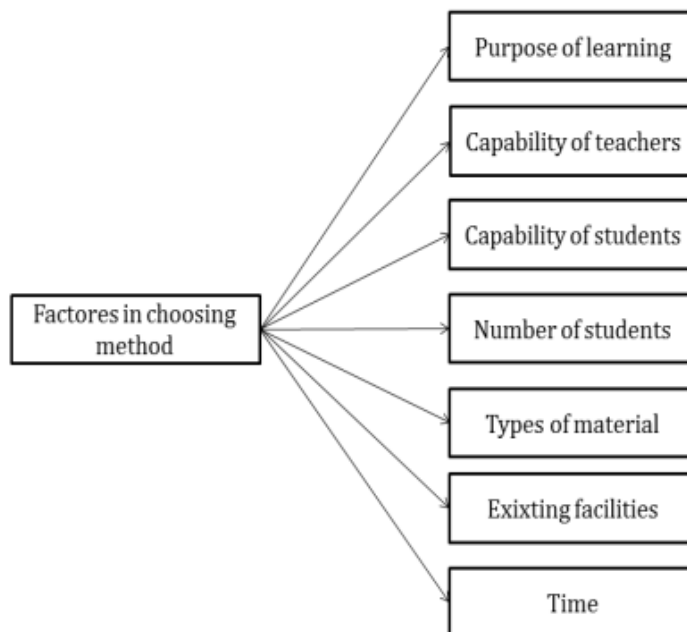 Purpose of learning
Capability of teachers
Capability of students
Factores in choosing
method
Number of students
Types of material
Exixting facilities
Time